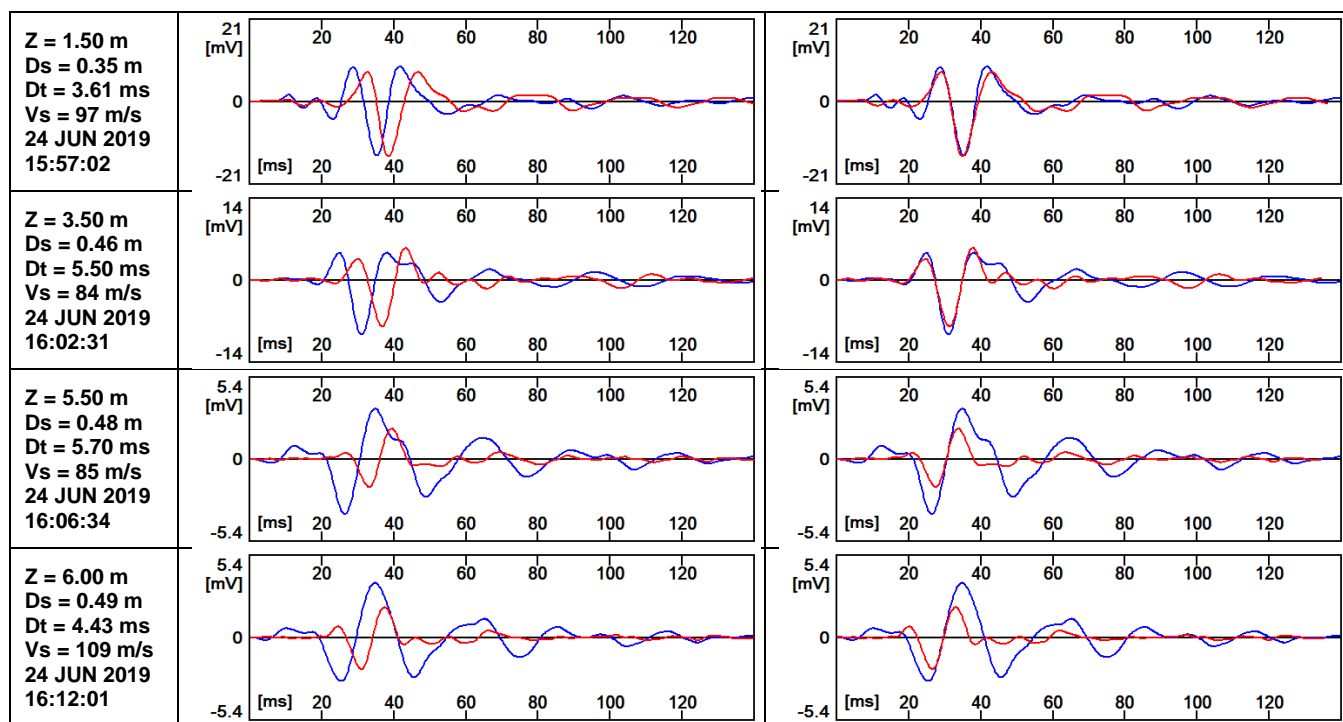 Z = 1.50 m
Ds = 0.35 m
Dt = 3.61 ms
Vs = 97 m/s
24 JUN 2019
15:57:02
21
[mV]
0
-21
20 40 60 80 100 120
[ms] 20 40 60 80 100 120
21
[mV]
0
-21
20 40 60 80 100 120
[ms] 20 40 60 80 100 120
Z = 3.50 m
Ds = 0.46 m
Dt = 5.50 ms
Vs = 84 m/s
24 JUN 2019
16:02:31
14
[mV]
0
-14
20 40 60 80 100 120
[ms] 20 40 60 80 100 120
14
[mV]
0
-14
20 40 60 80 100 120
[ms] 20 40 60 80 100 120
Z = 5.50 m
Ds = 0.48 m
Dt = 5.70 ms
Vs = 85 m/s
24 JUN 2019
16:06:34
5.4
[mV]
0
-5.4
20 40 60 80 100 120
[ms] 20 40 60 80 100 120
5.4
[mV]
0
-5.4
20 40 60 80 100 120
[ms] 20 40 60 80 100 120
Z = 6.00 m
Ds = 0.49 m
Dt = 4.43 ms
Vs = 109 m/s
24 JUN 2019
16:12:01
5.4
[mV]
0
-5.4
20 40 60 80 100 120
[ms] 20 40 60 80 100 120
5.4
[mV]
0
-5.4
20 40 60 80 100 120
[ms] 20 40 60 80 100 120